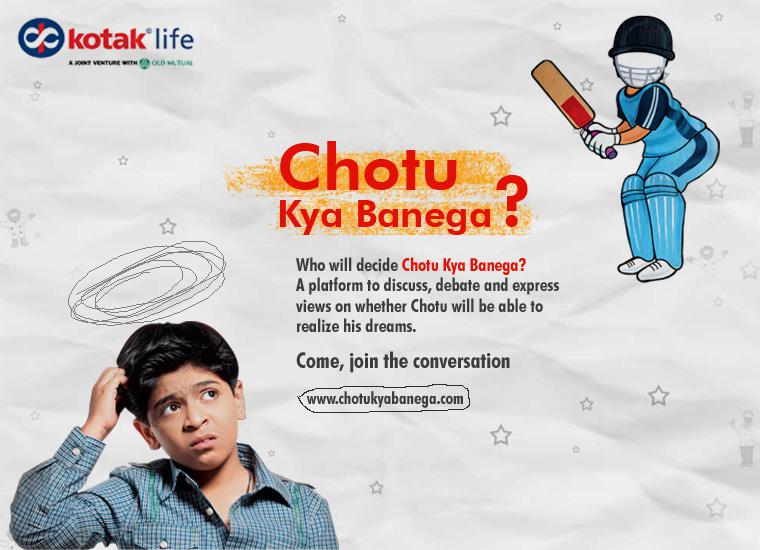 kotak life
A JOINT VENTURE WITH OLD MUTUAL
Chotu
Kya Banega?
Who will decide Chotu Kya Banega?
A platform to discuss, debate and express
views on whether Chotu will be able to
realize his dreams.
Come, join the conversation
www.chotukyabanega.com